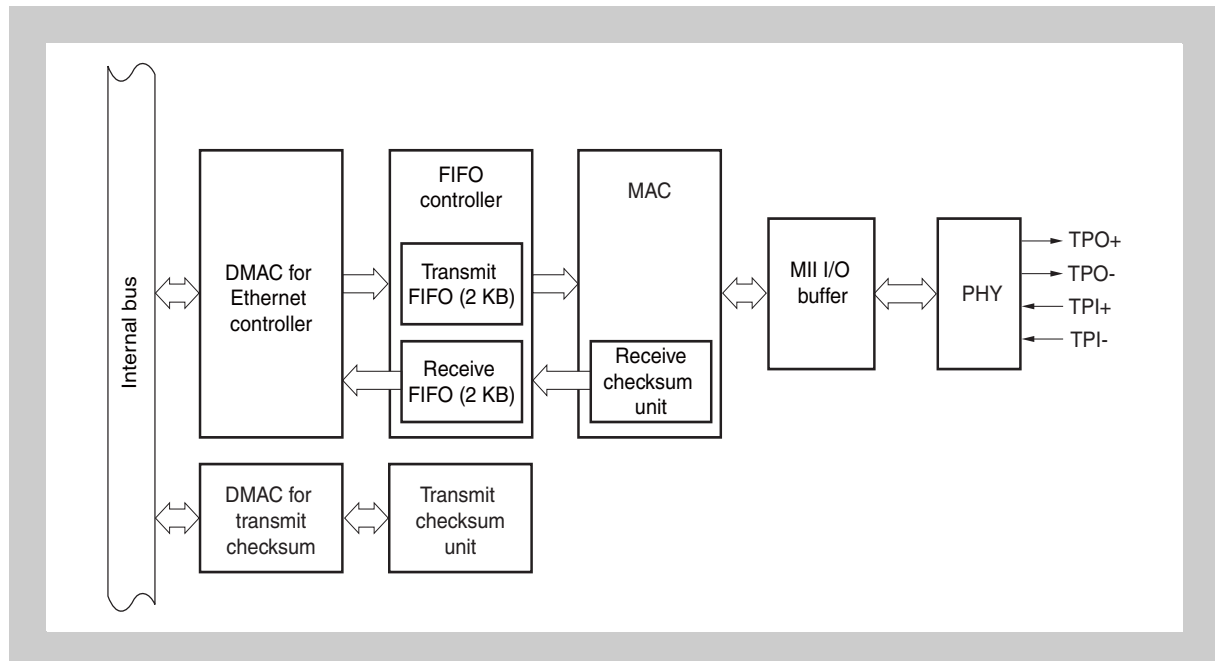 Internal bus
DMAC for
Ethernet
controller
FIFO
controller
Transmit
FIFO (2 KB)
Receive
FIFO (2 KB)
MAC
Receive
checksum
unit
MII I/O
buffer
PHY
TPO+
TPO-
TPI+
TPI-
DMAC for
transmit
checksum
Transmit
checksum
unit